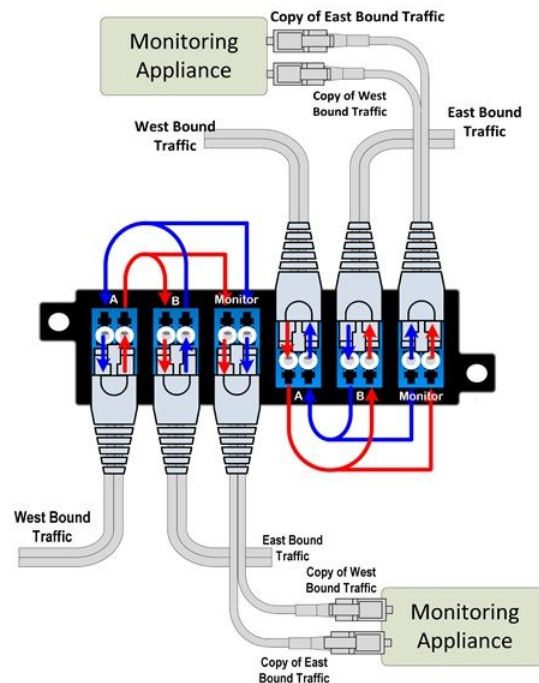 Monitoring
Appliance
Copy of East Bound Traffic
Copy of West
Bound Traffic
West Bound
Traffic
East Bound
Traffic
A
B
Monitor
A
B
Monitor
West Bound
Traffic
East Bound
Traffic
Copy of West
Bound Traffic
Copy of East
Bound Traffic
Monitoring
Appliance